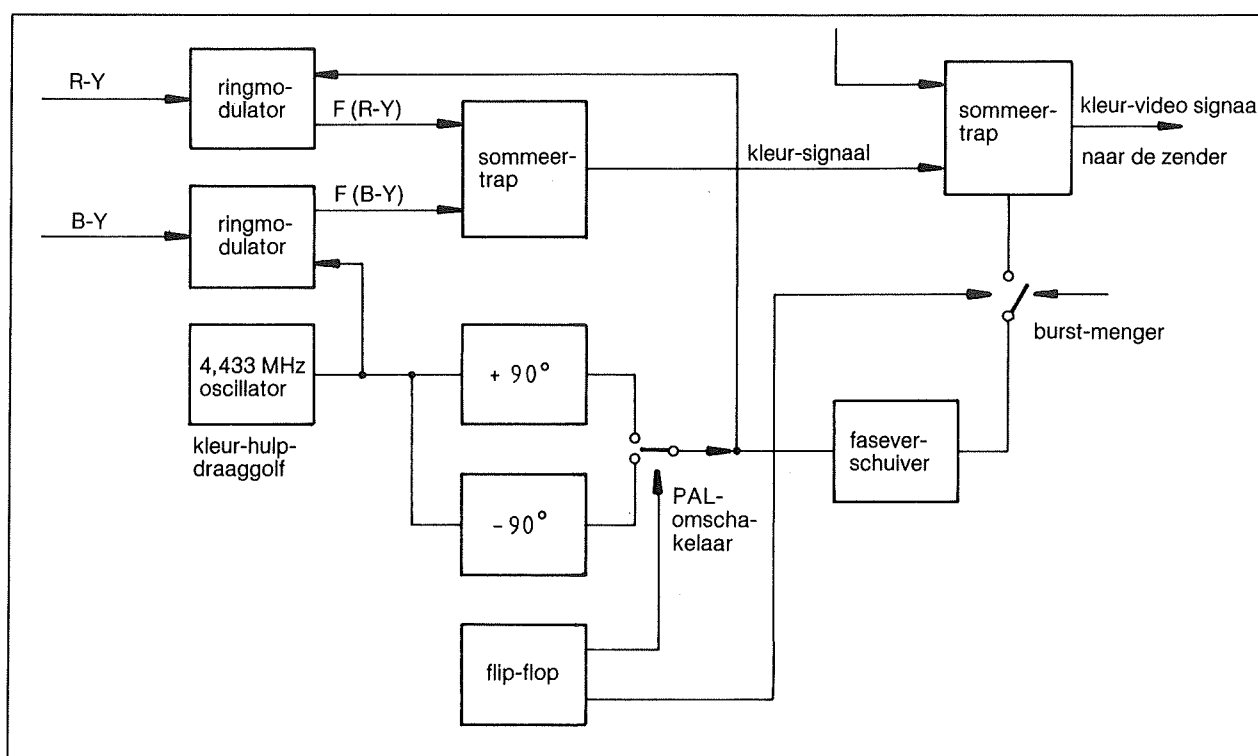 R-Y
ringmo-
dulator
F (R-Y)
sommeer-
trap
kleur-signaal
sommeer-
trap
kleur-video signaa
naar de zender
B-Y
ringmo-
dulator
F (B-Y)
burst-menger
4,433 MHz
oscillator
kleur-hulp-
draaggolf
+ 90°
- 90°
PAL-
omscha-
kelaar
fasever-
schuiver
flip-flop